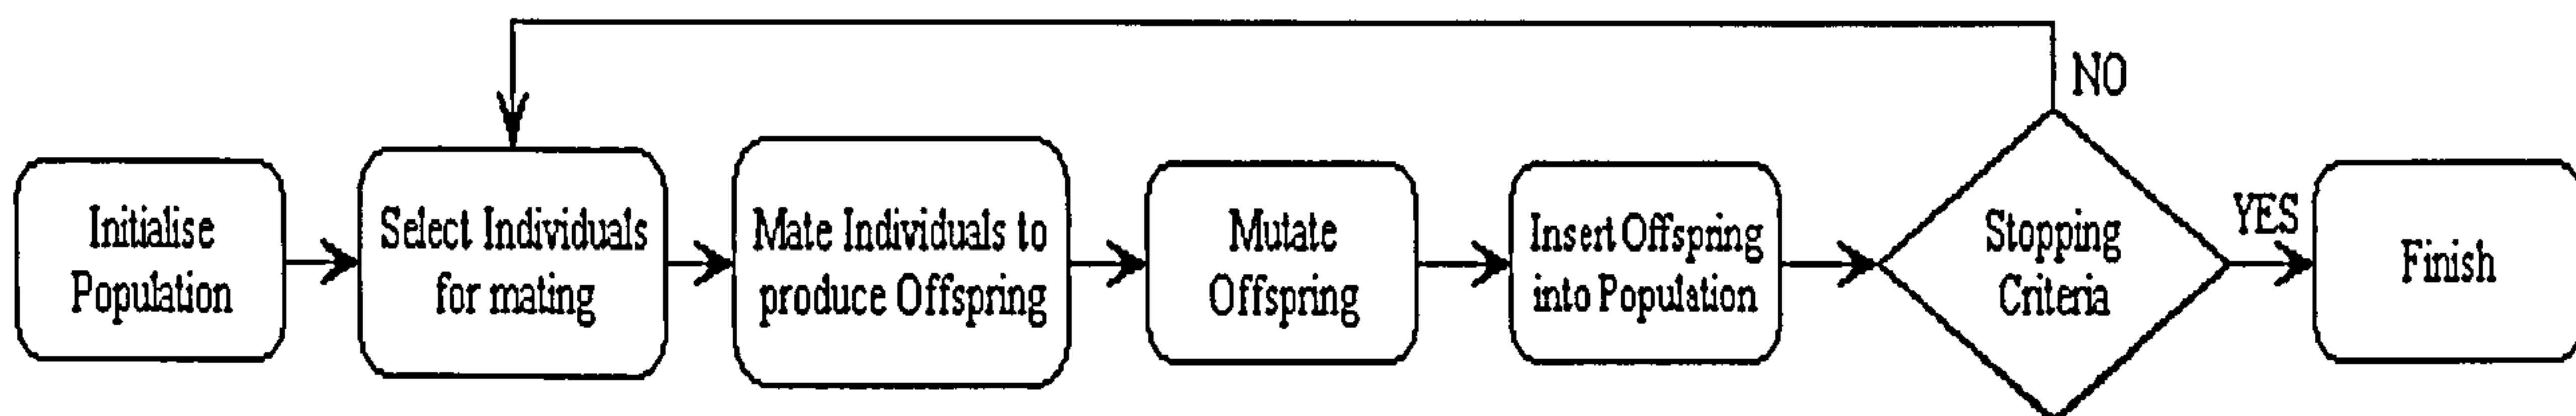 NO
Initialise
Population
Select Individuals
for mating
Mate Individuals to
produce Offspring
Mutate
Offspring
Insert Offspring
into Population
Stopping
Criteria
YES
Finish